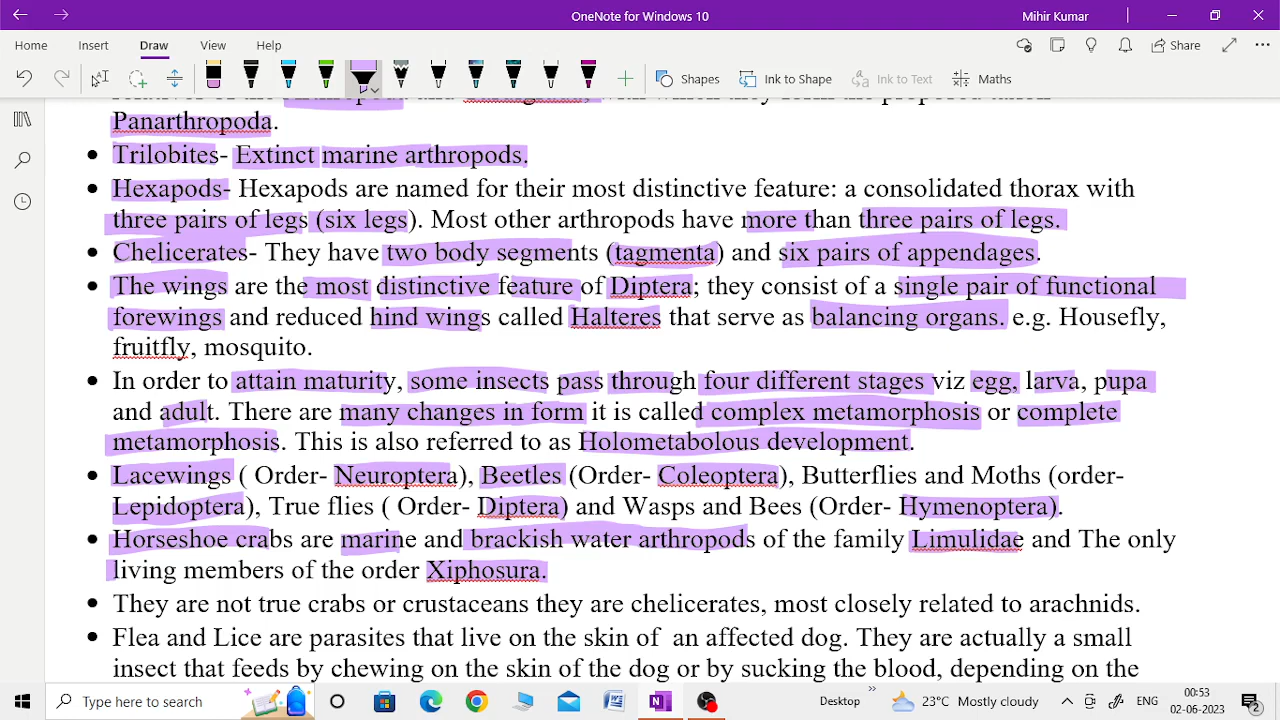 OneNote for Windows 10
Mihir Kumar
Home Insert Draw View Help
Share
Shapes Ink to Shape Ink to Text Maths
Panarthropoda.
• Trilobites- Extinct marine arthropods.
• Hexapods- Hexapods are named for their most distinctive feature: a consolidated thorax with
three pairs of legs (six legs). Most other arthropods have more than three pairs of legs.
• Chelicerates- They have two body segments (tagmenta) and six pairs of appendages.
• The wings are the most distinctive feature of Diptera; they consist of a single pair of functional
forewings and reduced hind wings called Halteres that serve as balancing organs. e.g. Housefly,
fruitfly, mosquito.
• In order to attain maturity, some insects pass through four different stages viz egg, larva, pupa
and adult. There are many changes in form it is called complex metamorphosis or complete
metamorphosis. This is also referred to as Holometabolous development.
• Lacewings ( Order- Neuroptera), Beetles (Order- Coleoptera), Butterflies and Moths (order-
Lepidoptera), True flies ( Order- Diptera) and Wasps and Bees (Order- Hymenoptera).
• Horseshoe crabs are marine and brackish water arthropods of the family Limulidae and The only
living members of the order Xiphosura.
• They are not true crabs or crustaceans they are chelicerates, most closely related to arachnids.
• Flea and Lice are parasites that live on the skin of an affected dog. They are actually a small
insect that feeds by chewing on the skin of the dog or by sucking the blood, depending on the
Type here to search
Desktop
23°C Mostly cloudy
ENG
00:53
02-06-2023
2